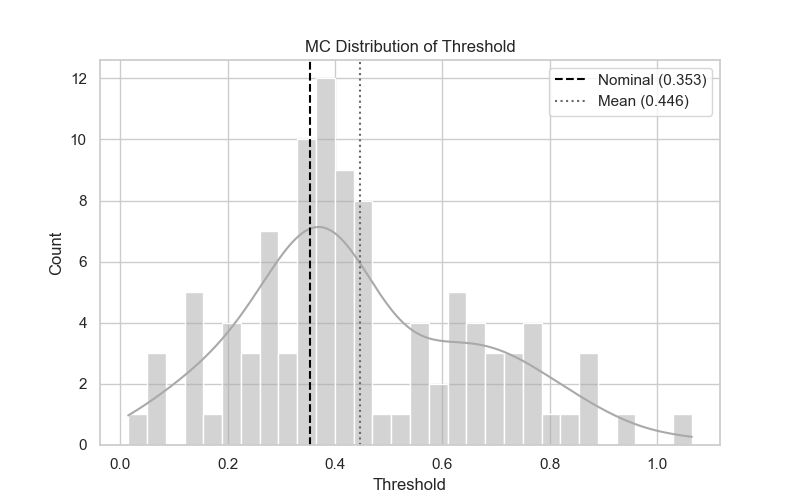 MC Distribution of Threshold
Nominal (0.353)
Mean (0.446)
12
10
8
6
4
2
0
Count
0.0 0.2 0.4 0.6 0.8 1.0
Threshold